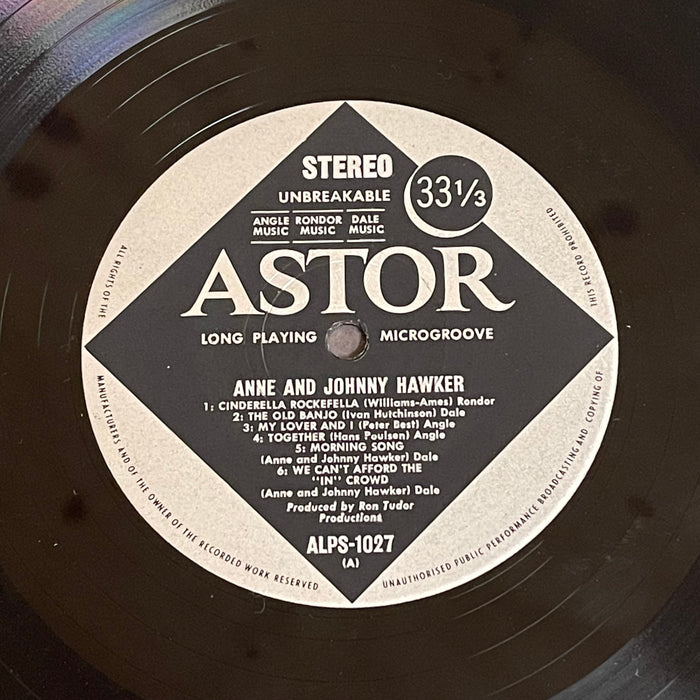 STEREO
UNBREAKABLE
33 1/3
ANGLE MUSIC RONDOR MUSIC DALE MUSIC
ASTOR
LONG PLAYING MICROGROOVE
ANNE AND JOHNNY HAWKER
1: CINDERELLA ROCKEFELLA (Williams-Ames) Rondor
2: THE OLD BANJO (Ivan Hutchinson) Dale
3: MY LOVER AND I (Peter Best) Angle
4: TOGETHER (Hans Poulsen) Angle
5: MORNING SONG
(Anne and Johnny Hawker) Dale
6: WE CAN'T AFFORD THE
"IN" CROWD
(Anne and Johnny Hawker) Dale
Produced by Ron Tudor
Productions
ALPS-1027
(A)
ALL RIGHTS OF THE
MANUFACTURERS AND OF THE OWNER OF THE RECORDED WORK RESERVED
UNAUTHORISED PUBLIC PERFORMANCE BROADCASTING AND COPYING OF
THIS RECORD PROHIBITED